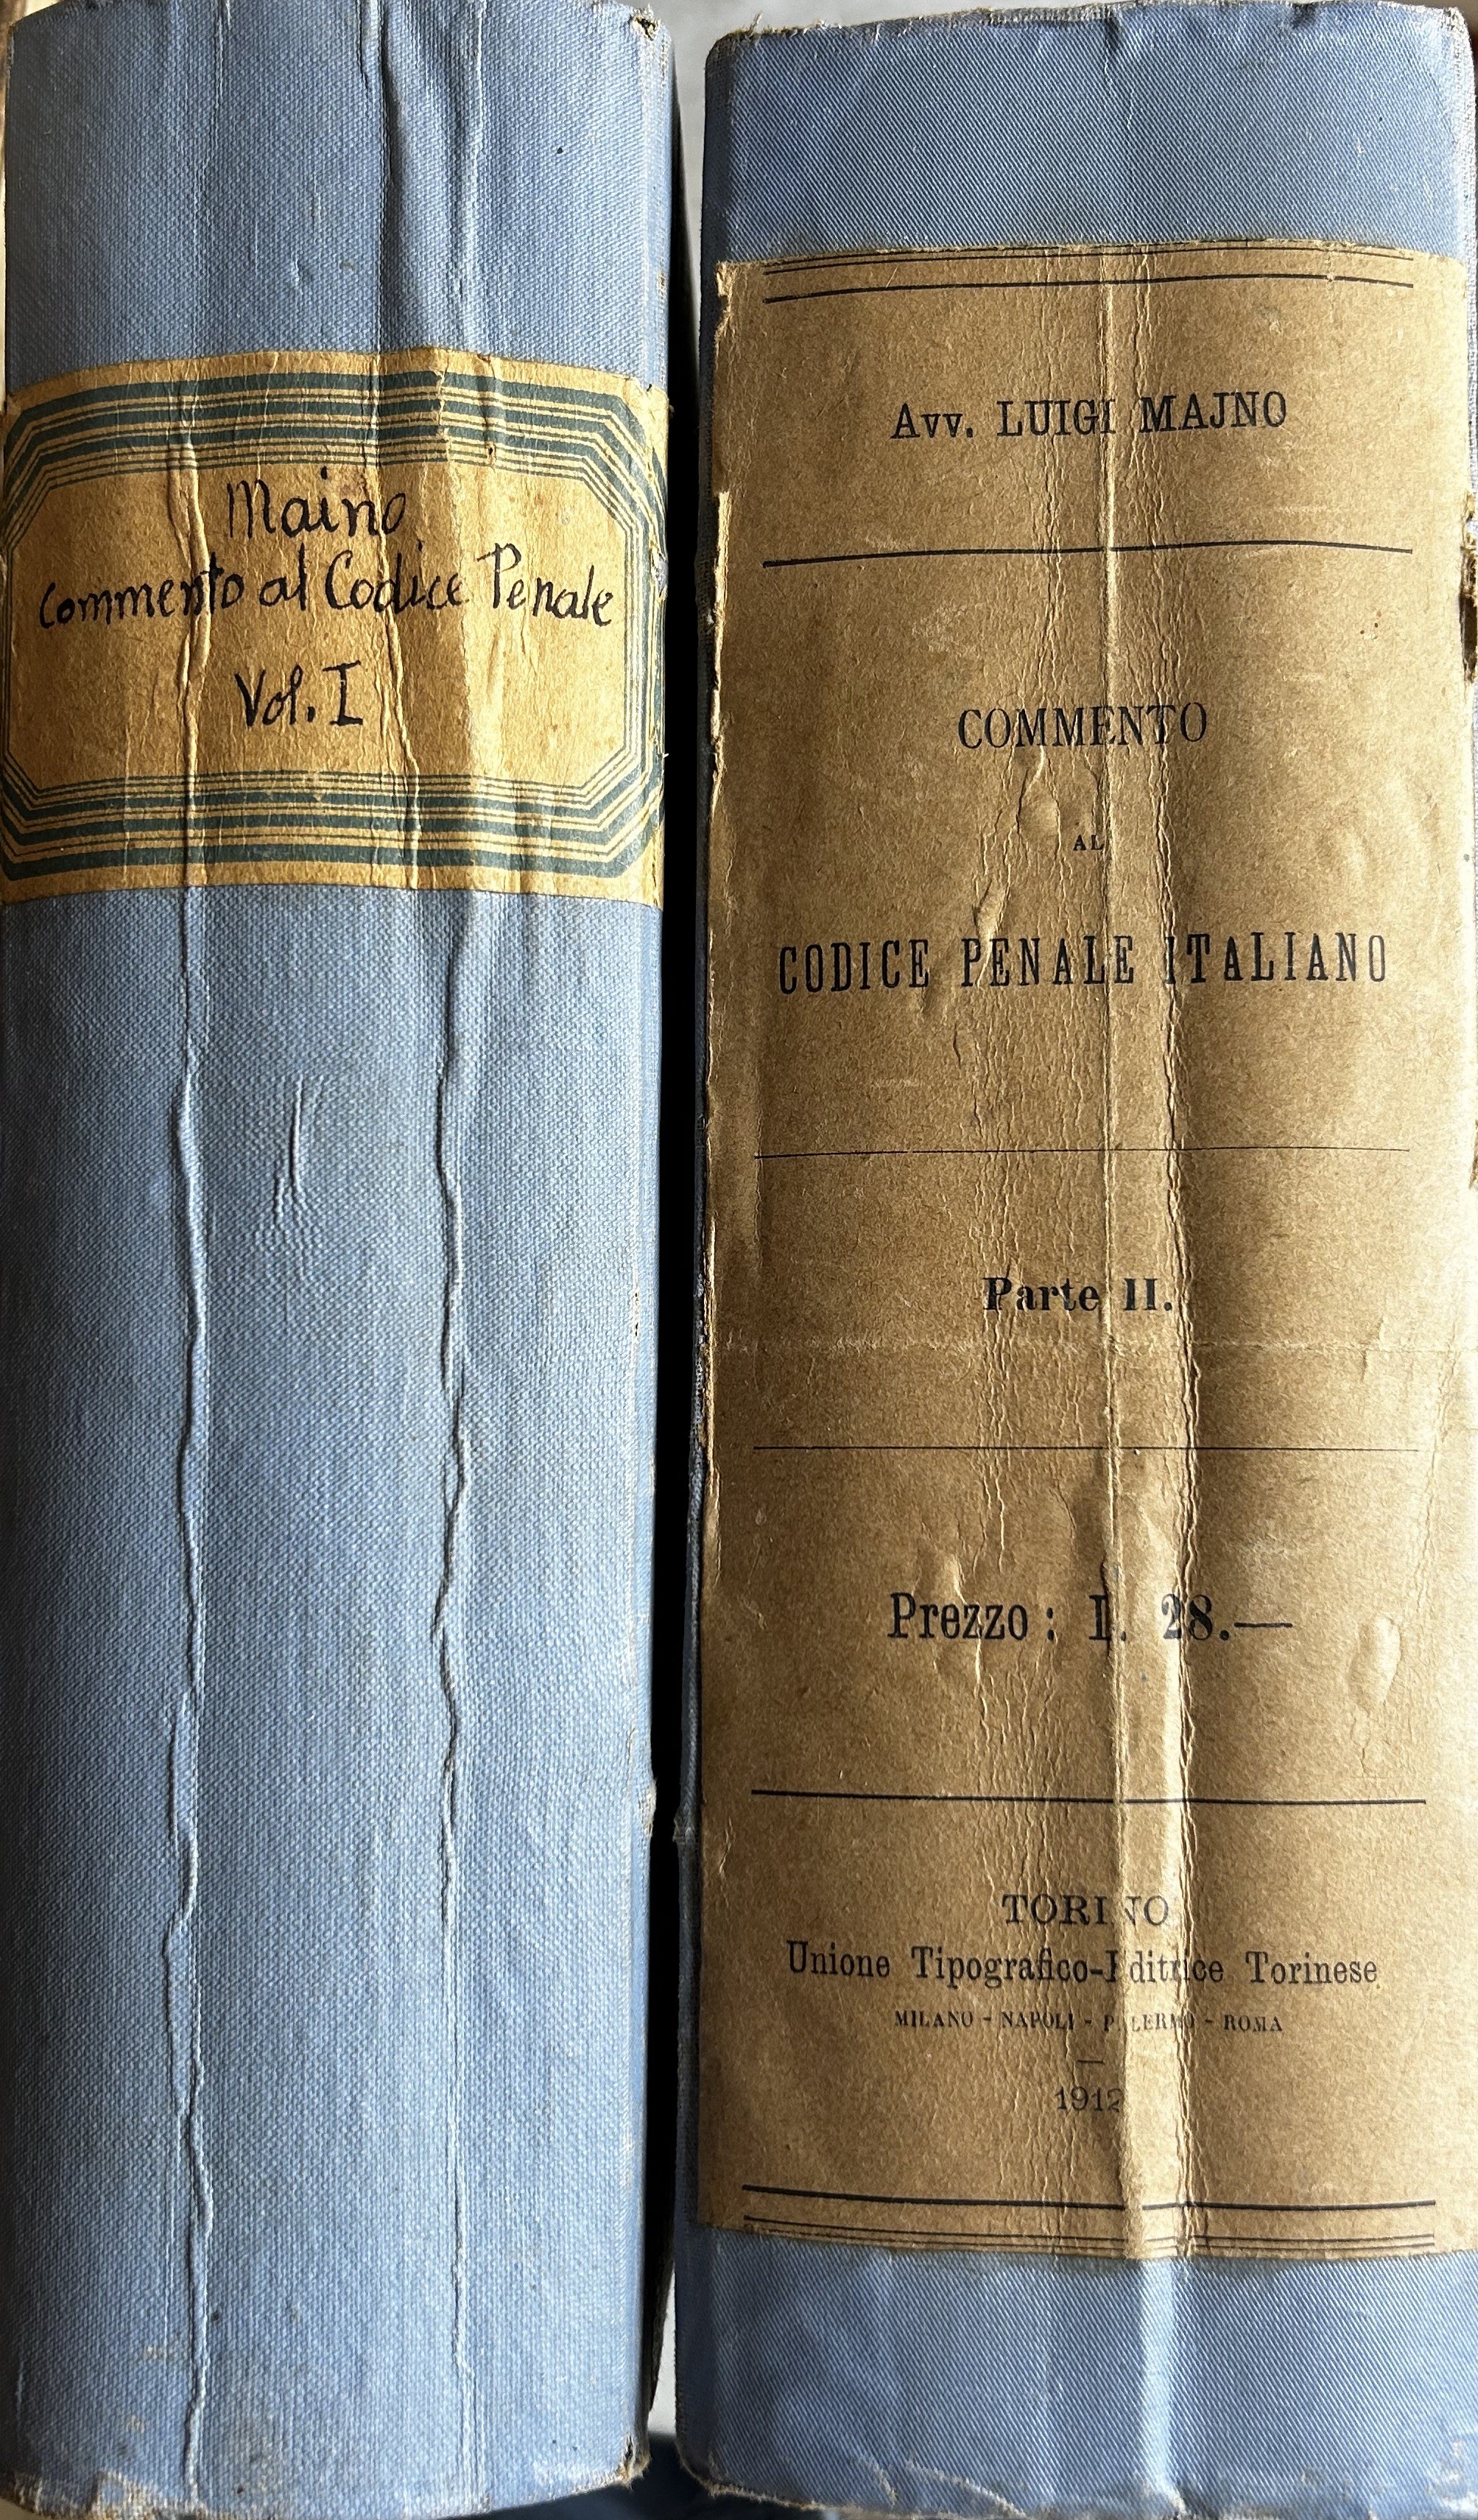 Maino
Commento al Codice Penale
Vol. I
Avv. LUIGI MAJNO
COMMENTO
AL
CODICE PENALE ITALIANO
Parte II.
Prezzo : L. 28.—
TORINO
Unione Tipografico-Editrice Torinese
MILANO - NAPOLI - PALERMO - ROMA
1912